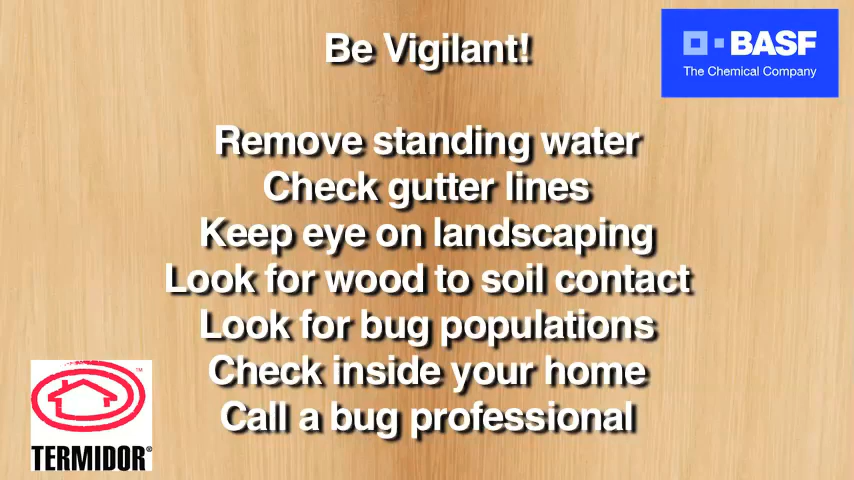 Be Vigilant!
BASF
The Chemical Company
Remove standing water
Check gutter lines
Keep eye on landscaping
Look for wood to soil contact
Look for bug populations
Check inside your home
Call a bug professional
TM
TERMIDOR®